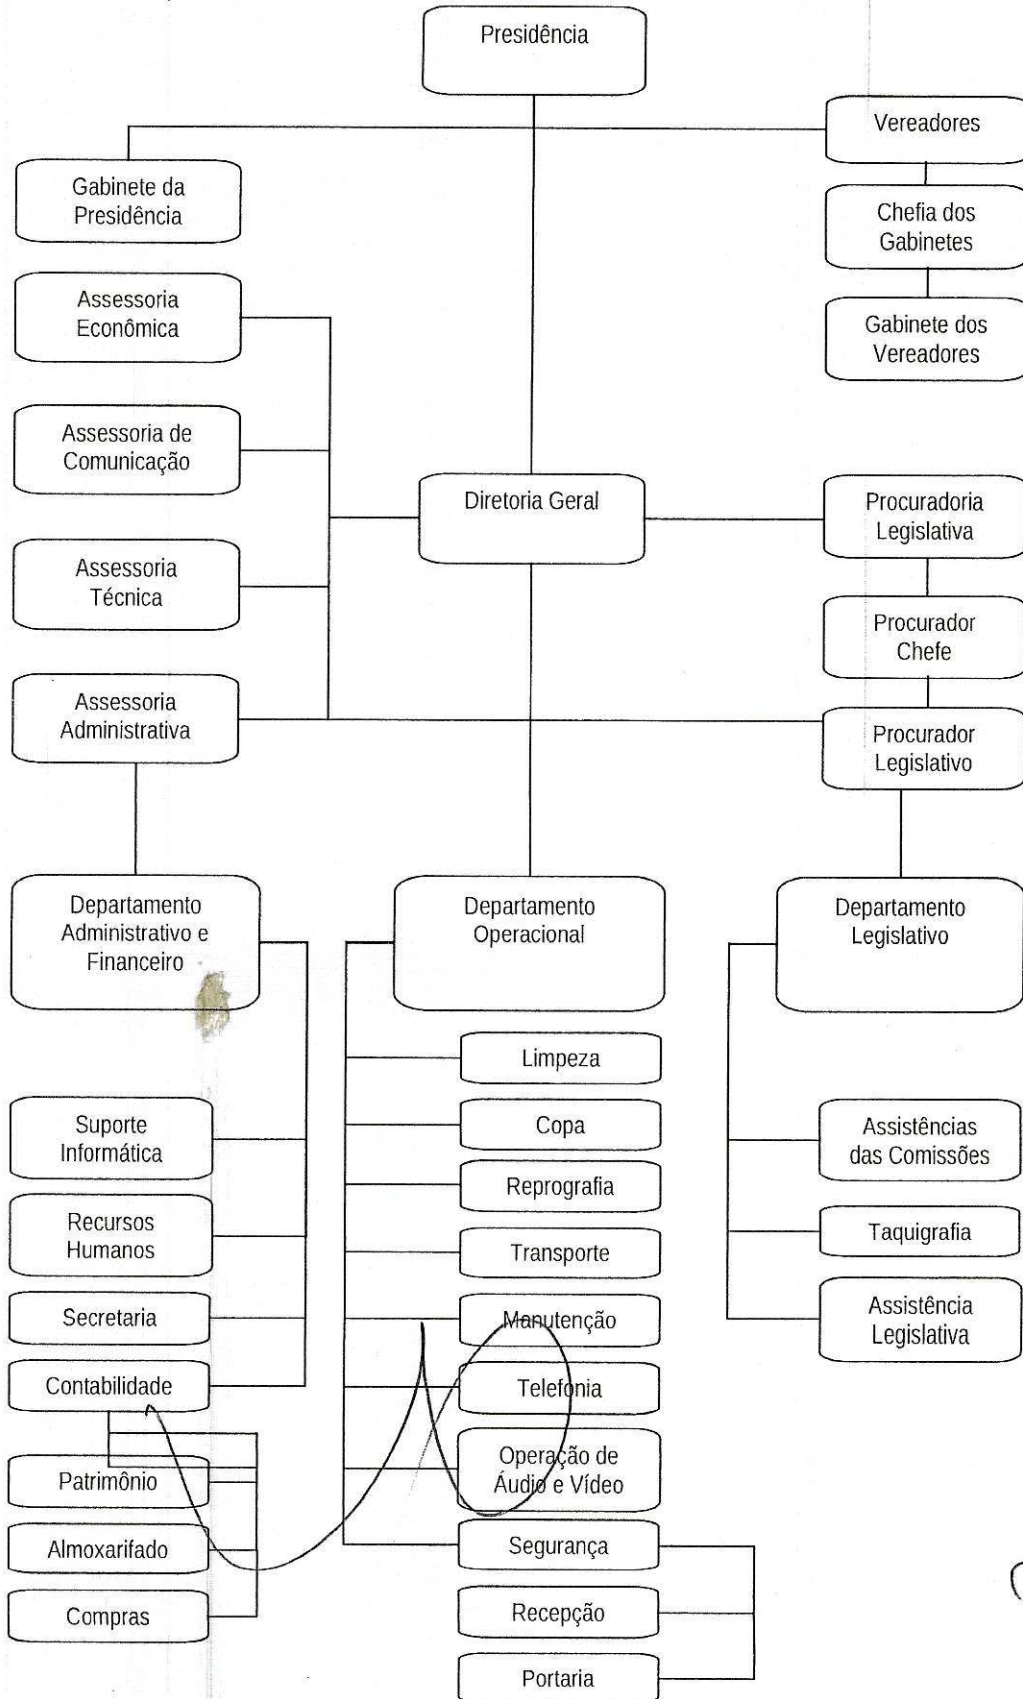 Presidência
Vereadores
Gabinete da
Presidência
Chefia dos
Gabinetes
Assessoria
Econômica
Gabinete dos
Vereadores
Assessoria de
Comunicação
Diretoria Geral
Procuradoria
Legislativa
Assessoria
Técnica
Procurador
Chefe
Assessoria
Administrativa
Procurador
Legislativo
Departamento
Administrativo e
Financeiro
Departamento
Operacional
Departamento
Legislativo
Limpeza
Copa
Reprografia
Transporte
Manutenção
Telefonia
Operação de
Áudio e Vídeo
Segurança
Recepção
Portaria
Suporte
Informática
Recursos
Humanos
Secretaria
Contabilidade
Patrimônio
Almoxarifado
Compras
Assistências
das Comissões
Taquigrafia
Assistência
Legislativa